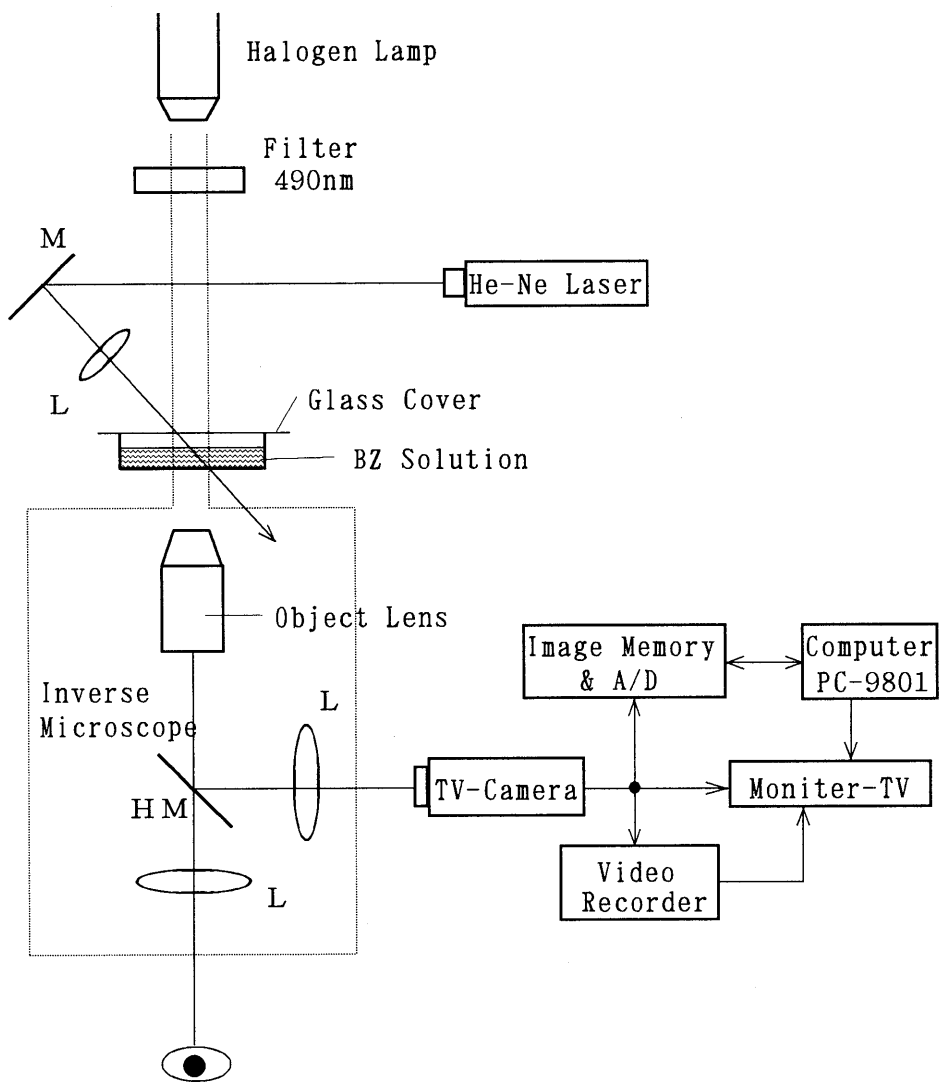 Halogen Lamp
Filter
490nm
M
He-Ne Laser
L
Glass Cover
BZ Solution
Object Lens
Image Memory
& A/D
Computer
PC-9801
Inverse
Microscope
L
HM
TV-Camera
Moniter-TV
L
Video
Recorder